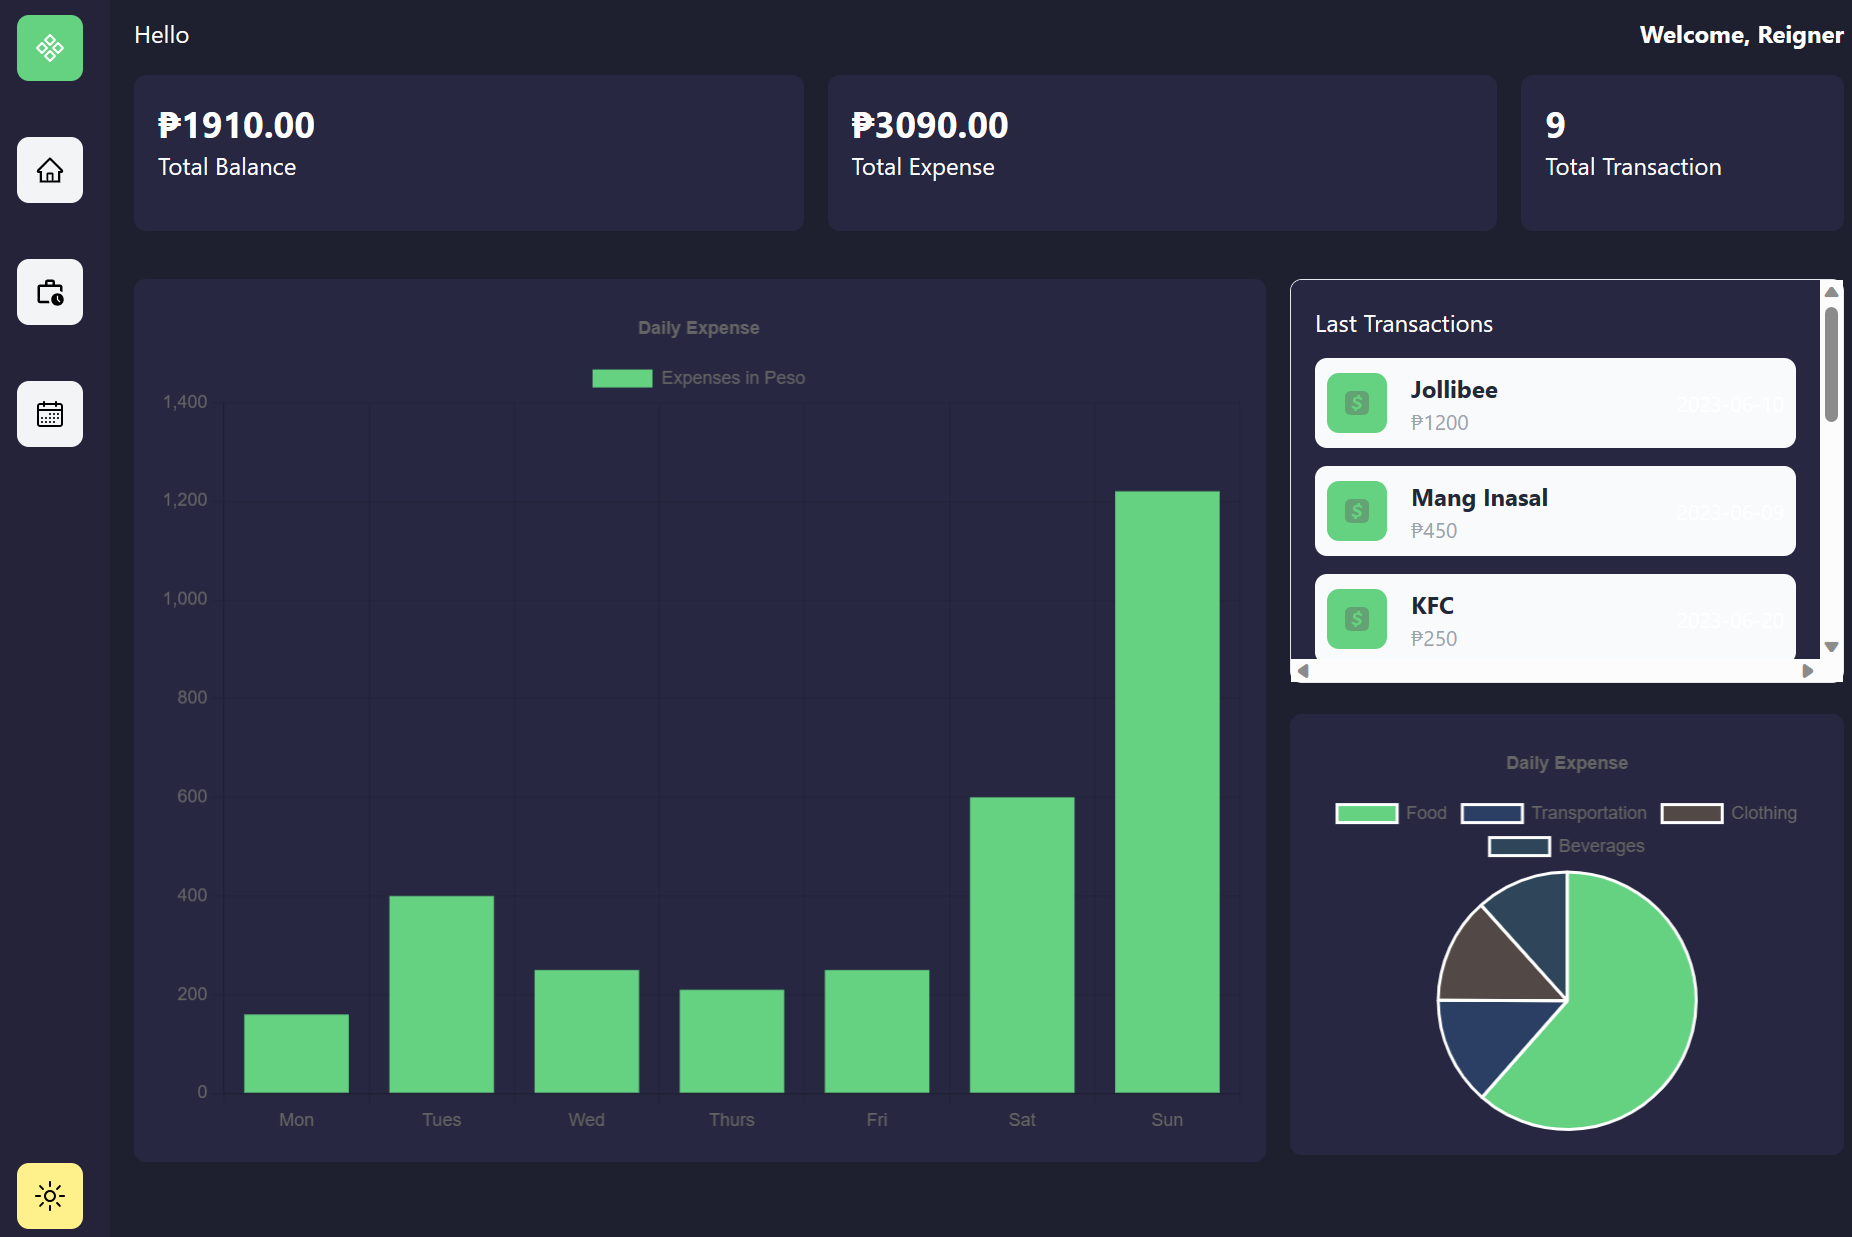 Hello
Welcome, Reigner
₱1910.00
Total Balance
₱3090.00
Total Expense
9
Total Transaction
Daily Expense
Expenses in Peso
1,400
1,200
1,000
800
600
400
200
0
Mon
Tues
Wed
Thurs
Fri
Sat
Sun
Last Transactions
Jollibee
₱1200
2023-06-10
Mang Inasal
₱450
2023-06-09
KFC
₱250
2023-06-20
Daily Expense
Food
Transportation
Clothing
Beverages